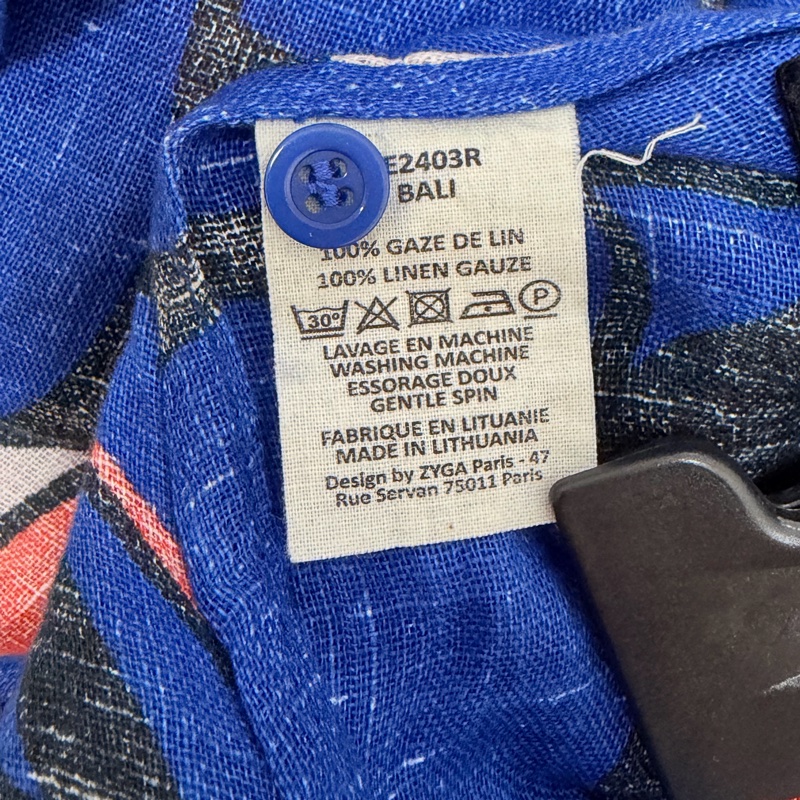 E2403R
BALI
100% GAZE DE LIN
100% LINEN GAUZE
30° P
LAVAGE EN MACHINE
WASHING MACHINE
ESSORAGE DOUX
GENTLE SPIN
FABRIQUE EN LITUANIE
MADE IN LITHUANIA
Design by ZYGA Paris - 47
Rue Servan 75011 Paris